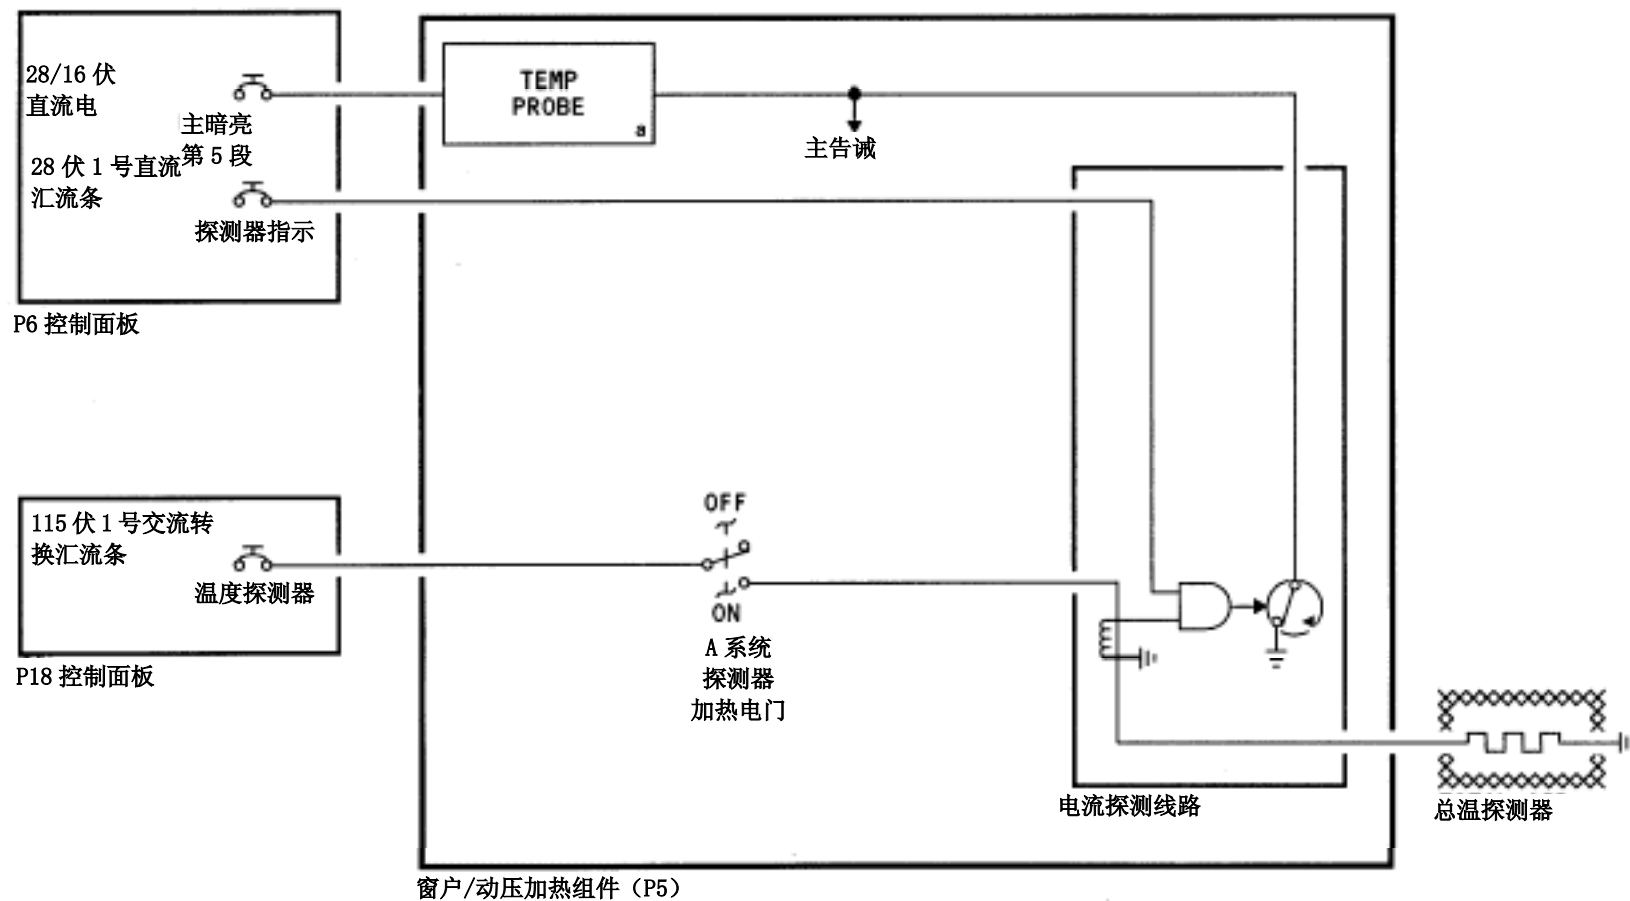 28/16 伏
直流电
主暗亮
第 5 段
28 伏 1 号直流
汇流条
探测器指示
P6 控制面板
TEMP
PROBE
a
主告诫
115 伏 1 号交流转
换汇流条
温度探测器
P18 控制面板
OFF
ON
A 系统
探测器
加热电门
电流探测线路
总温探测器
窗户/动压加热组件（P5）